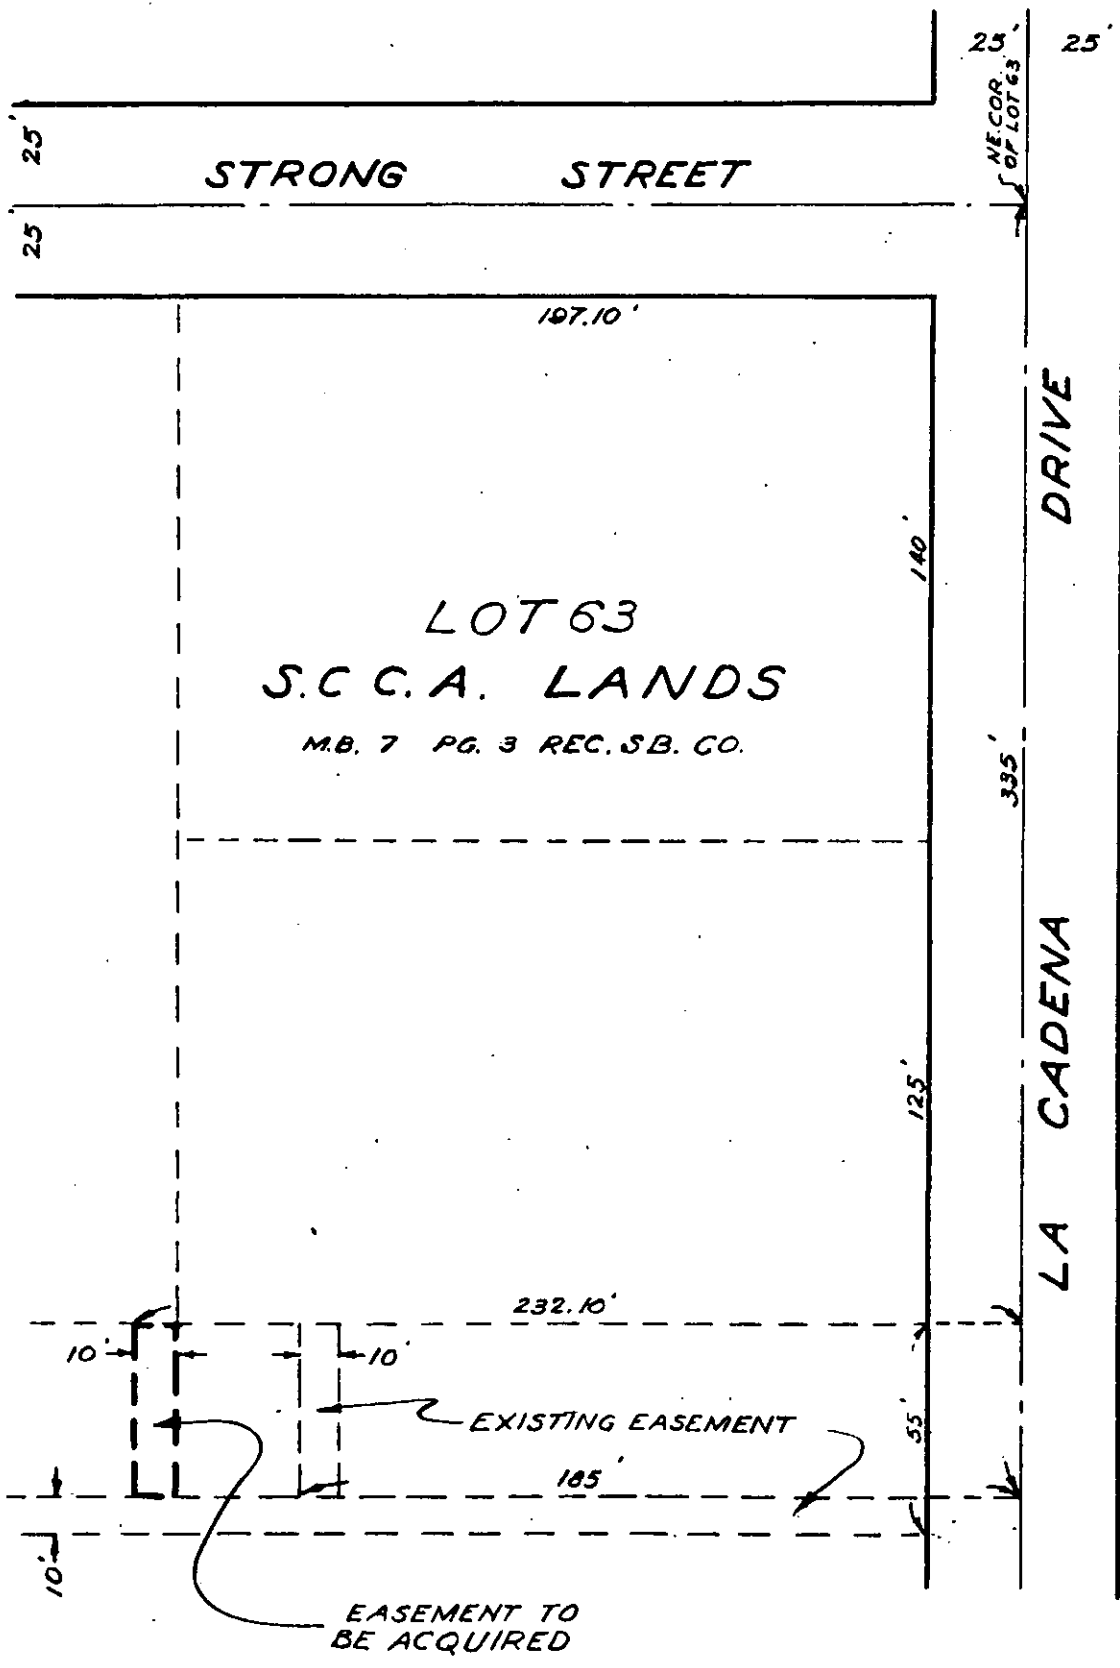 25' 25'
NE. COR.
OF LOT 63
25'
STRONG STREET
25'
197.10'
DRIVE
140'
LOT 63
S.C C.A. LANDS
M.B. 7 PG. 3 REC. S.B. CO.
335'
LA CADENA
125'
232.10'
10' 10'
EXISTING EASEMENT
55'
185'
10'
EASEMENT TO
BE ACQUIRED